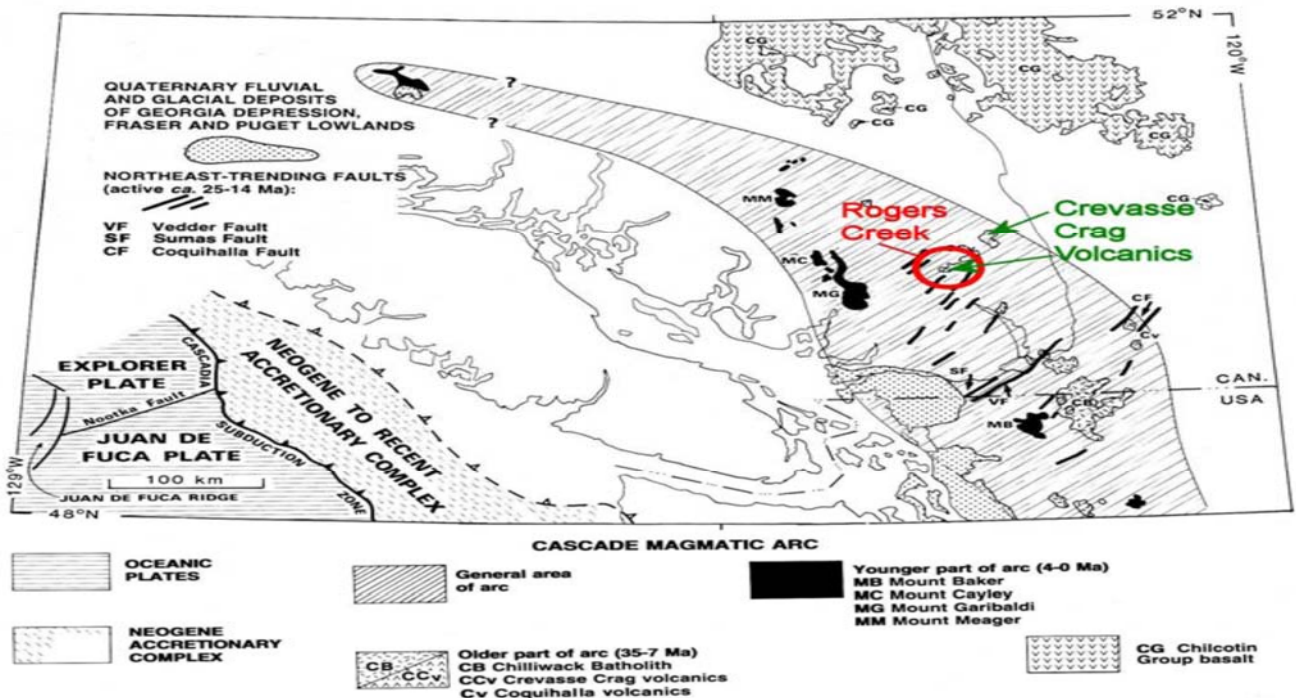 52°N
120°W
QUATERNARY FLUVIAL
AND GLACIAL DEPOSITS
OF GEORGIA DEPRESSION,
FRASER AND PUGET LOWLANDS
NORTHEAST-TRENDING FAULTS
(active ca. 25-14 Ma):
VF Vedder Fault
SF Sumas Fault
CF Coquihalla Fault
?
?
CG
CG
CG
CG
CG
CG
MM
Rogers
Creek
Crevasse
Crag
Volcanics
MC
MG
CF
Cv
SF
VF
CB
MB
CAN.
USA
EXPLORER
PLATE
Nootka Fault
JUAN DE
FUCA PLATE
100 km
JUAN DE FUCA RIDGE
CASCADIA
SUBDUCTION
ZONE
NEOGENE TO RECENT
ACCRETIONARY COMPLEX
129°W
48°N
CASCADE MAGMATIC ARC
OCEANIC
PLATES
General area
of arc
Younger part of arc (4-0 Ma)
MB Mount Baker
MC Mount Cayley
MG Mount Garibaldi
MM Mount Meager
NEOGENE
ACCRETIONARY
COMPLEX
CB
CCv
Older part of arc (35-7 Ma)
CB Chilliwack Batholith
CCv Crevasse Crag volcanics
Cv Coquihalla volcanics
CG Chilcotin
Group basalt